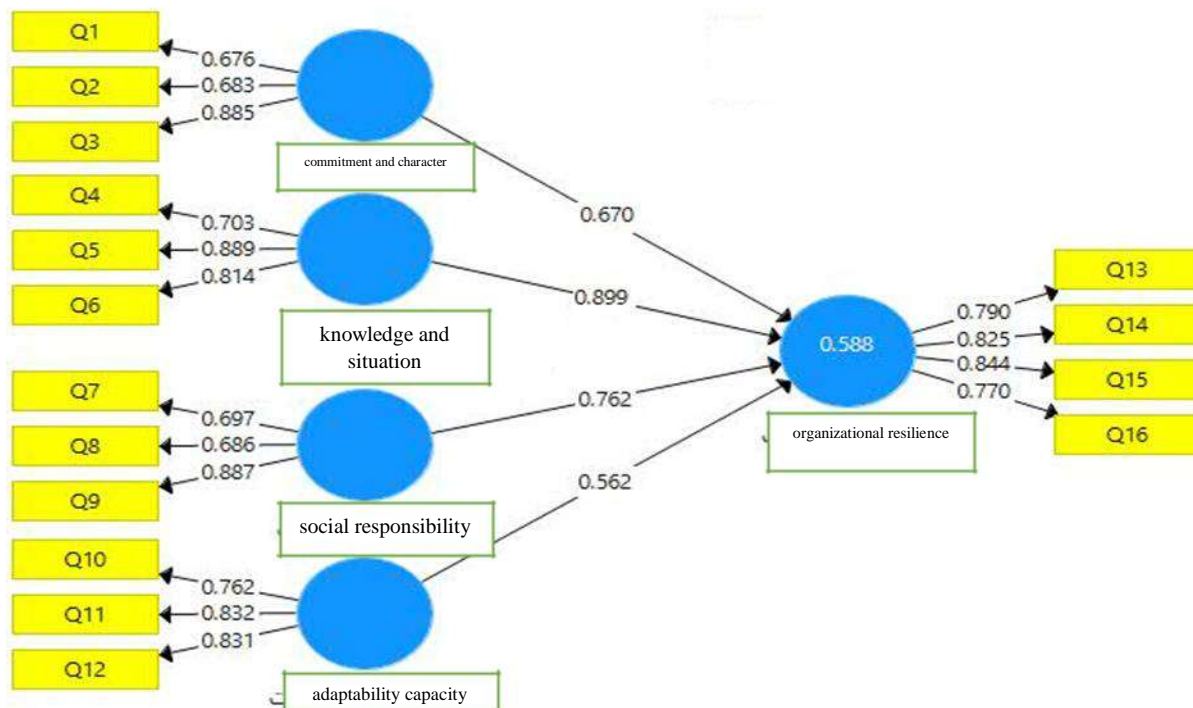 Q1
0.676
Q2
0.683
Q3
0.885
commitment and character
0.670
Q4
0.703
Q5
0.889
Q6
0.814
knowledge and
situation
0.899
Q7
0.697
Q8
0.686
Q9
0.887
social responsibility
0.762
Q10
0.762
Q11
0.832
Q12
0.831
adaptability capacity
0.562
0.588
organizational resilience
0.790
Q13
0.825
Q14
0.844
Q15
0.770
Q16